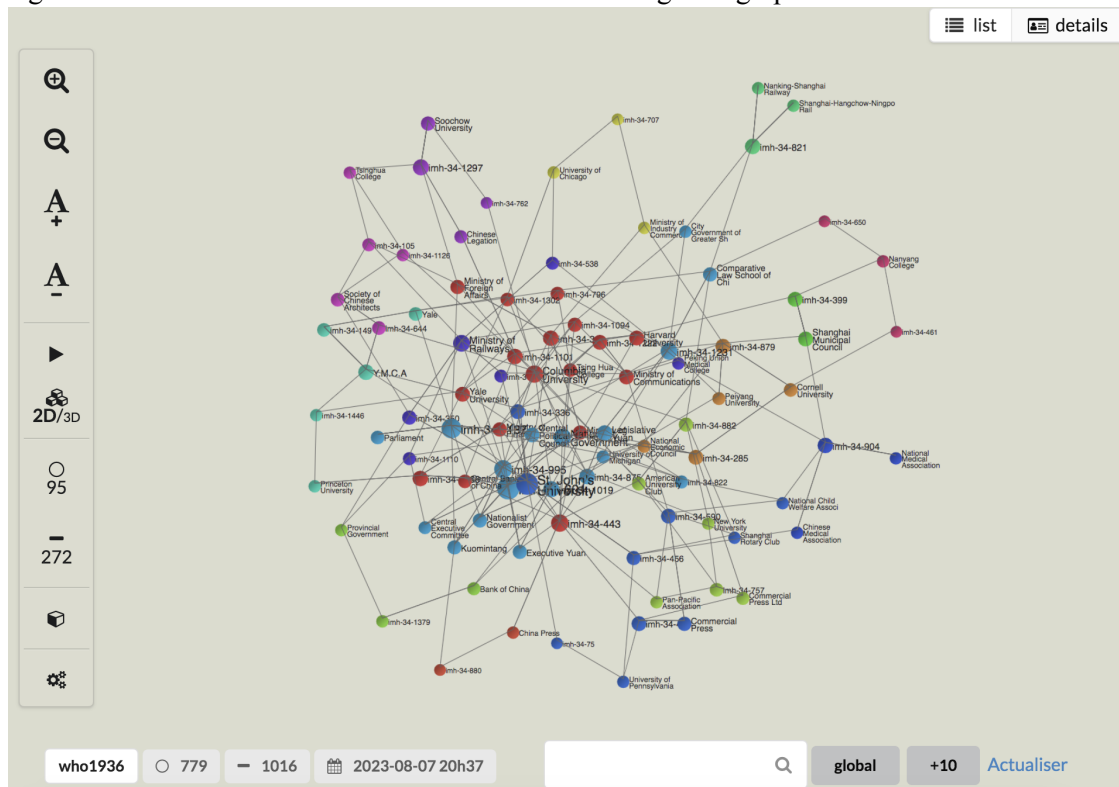 list
details
Nanking-Shanghai
Railway
Shanghai-Hangchow-Ningpo
Rail
imh-34-707
Soochow
University
imh-34-821
imh-34-1297
Tsinghua
College
University of
Chicago
imh-34-762
imh-34-650
Ministry of
Industry
Commerc
City
Government of
Greater Sh
Chinese
Legation
imh-34-105
imh-34-1126
imh-34-538
Nanyang
College
Comparative
Law School of
Chi
Ministry of
Foreign
Affairs
imh-34-796
imh-34-1302
Society of
Chinese
Architects
imh-34-399
Yale
imh-34-149
imh-34-644
imh-34-1094
imh-34-461
Ministry of
Railways
Harvard
University
Shanghai
Municipal
Council
imh-34-879
imh-34-1231
imh-34-1101
Peking Union
Medical
College
Y.M.C.A
Columbia
University
Tsing Hua
College
Ministry of
Communications
Yale
University
Cornell
University
Peiyang
University
imh-34-1446
imh-34-336
imh-34-882
Parliament
Central
Political
Council
Legislative
Yuan
Government
National
Economic
Council
imh-34-904
University of
Michigan
imh-34-285
National
Medical
Association
imh-34-1110
imh-34-995
St. John's
University
imh-34-822
American
University
Club
Princeton
University
National Child
Welfare Associ
Nationalist
Government
Central
Executive
Committee
Provincial
Government
imh-34-443
New York
University
Chinese
Medical
Association
Shanghai
Rotary Club
Kuomintang
Executive Yuan
imh-34-456
Bank of China
imh-34-757
Commercial
Press Ltd
Pan-Pacific
Association
imh-34-1379
Commercial
Press
China Press
imh-34-75
imh-34-880
University of
Pennsylvania
A
A
2D/3D
95
272
who1936
779
1016
2023-08-07 20h37
global
+10
Actualiser